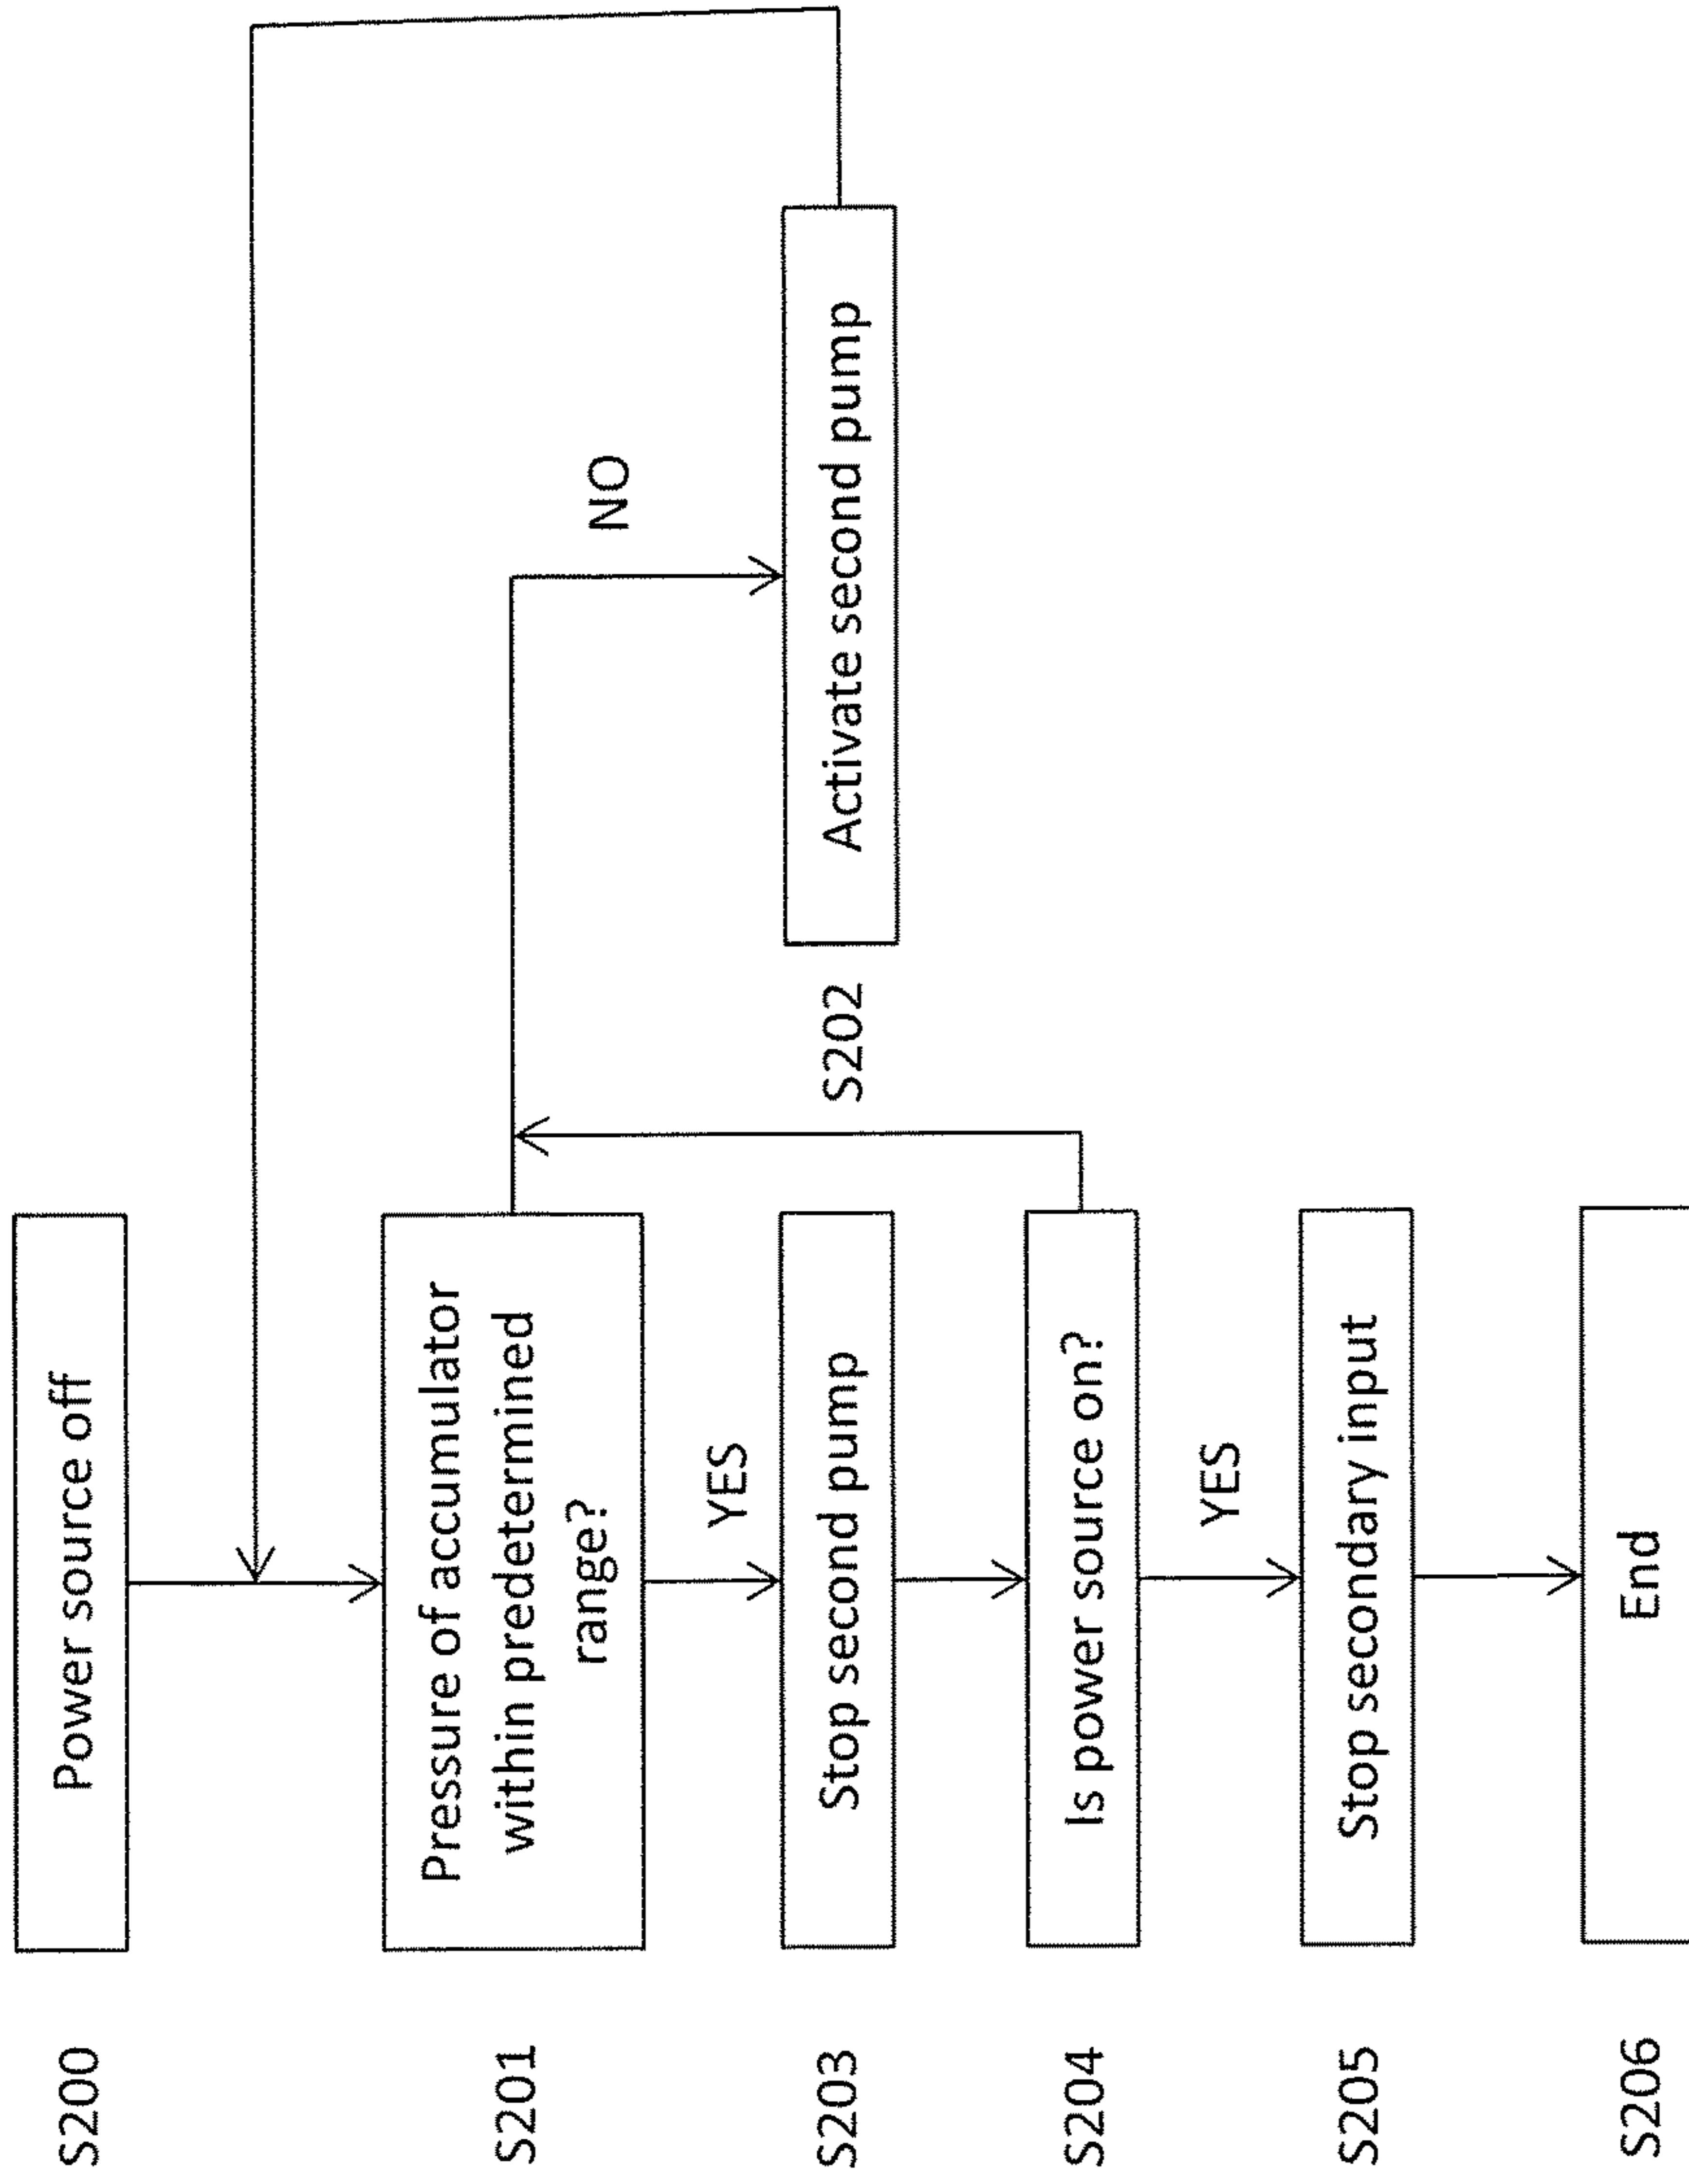 S200
Power source off
S201
Pressure of accumulator
within predetermined
range?
NO
S202
Activate second pump
YES
S203
Stop second pump
S204
Is power source on?
YES
S205
Stop secondary input
S206
End